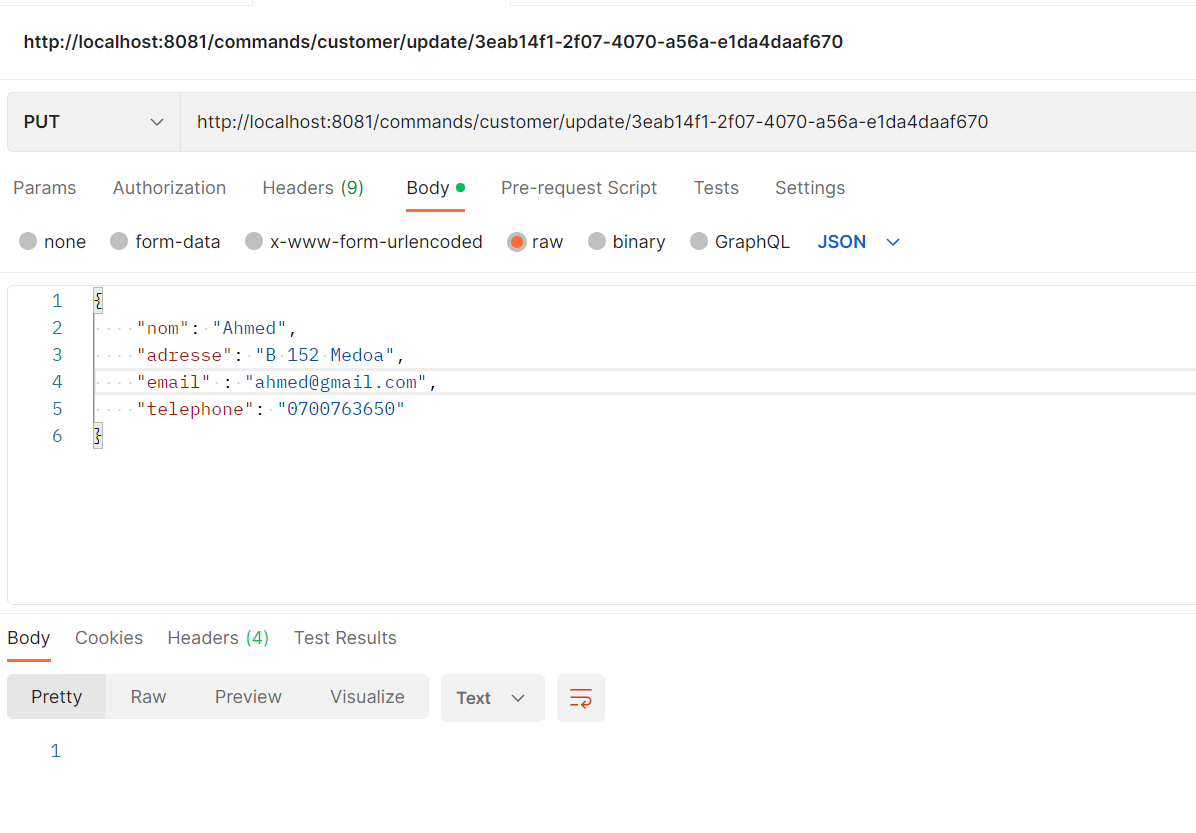 http://localhost:8081/commands/customer/update/3eab14f1-2f07-4070-a56a-e1da4daaf670
PUT http://localhost:8081/commands/customer/update/3eab14f1-2f07-4070-a56a-e1da4daaf670
Params Authorization Headers (9) Body Pre-request Script Tests Settings
none form-data x-www-form-urlencoded raw binary GraphQL JSON
1 {
2 "nom": "Ahmed",
3 "adresse": "B 152 Medoa",
4 "email" : "ahmed@gmail.com",
5 "telephone": "0700763650"
6 }
Body Cookies Headers (4) Test Results
Pretty Raw Preview Visualize Text
1